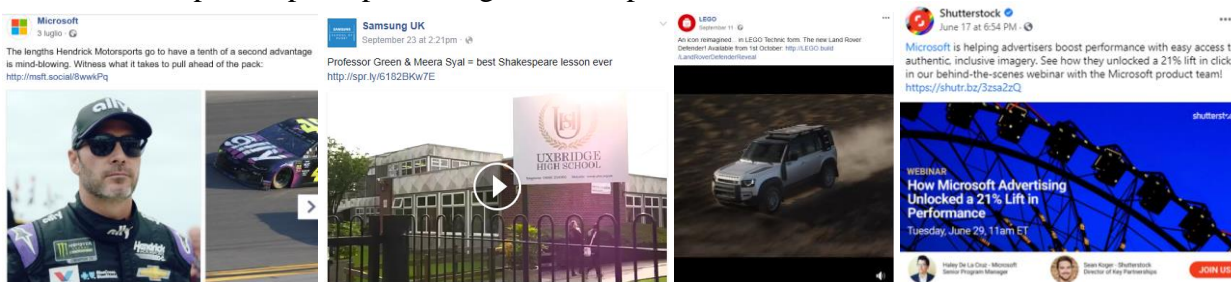 Microsoft
3 luglio
The lengths Hendrick Motorsports go to have a tenth of a second advantage
is mind-blowing. Witness what it takes to pull ahead of the pack:
http://msft.social/8wwkPq
ally
ally
Hendrick
Valvoline
Samsung UK
September 23 at 2:21pm
Professor Green & Meera Syal = best Shakespeare lesson ever
http://spr.ly/6182BKw7E
UXBRIDGE
HIGH SCHOOL
LEGO
September 11
An icon reimagined... in LEGO Technic form. The new Land Rover
Defender! Available from 1st October: http://LEGO.build
/LandRoverDefenderReveal
Shutterstock
June 17 at 6:54 PM
Microsoft is helping advertisers boost performance with easy access t
authentic, inclusive imagery. See how they unlocked a 21% lift in click
in our behind-the-scenes webinar with the Microsoft product team!
https://shutr.bz/3zsa2zQ
shutterst
WEBINAR
How Microsoft Advertising
Unlocked a 21% Lift in
Performance
Tuesday, June 29, 11am ET
Haley De La Cruz - Microsoft
Senior Program Manager
Sean Koger - Shutterstock
Director of Key Partnerships
JOIN US